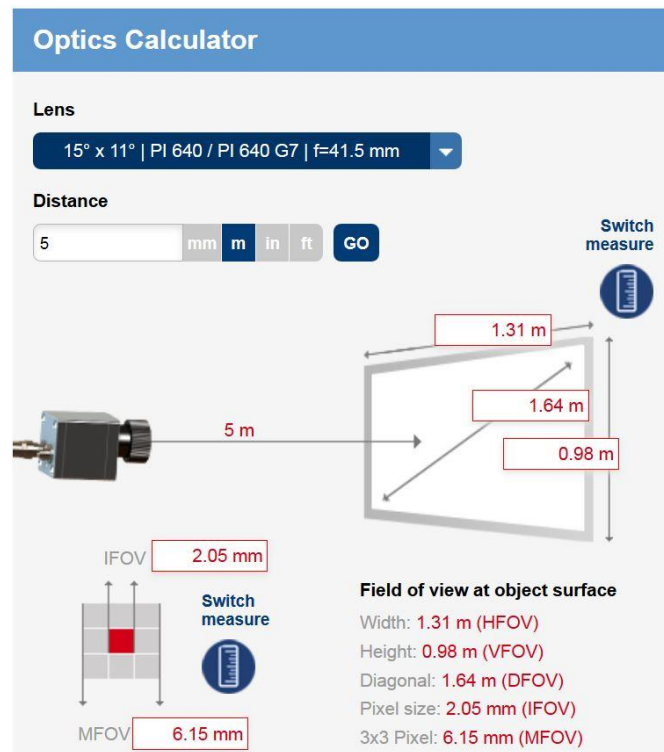 Optics Calculator
Lens
15° x 11° | PI 640 / PI 640 G7 | f=41.5 mm
Distance
5 mm m in ft GO
Switch
measure
1.31 m
1.64 m
5 m
0.98 m
IFOV 2.05 mm
Switch
measure
MFOV 6.15 mm
Field of view at object surface
Width: 1.31 m (HFOV)
Height: 0.98 m (VFOV)
Diagonal: 1.64 m (DFOV)
Pixel size: 2.05 mm (IFOV)
3x3 Pixel: 6.15 mm (MFOV)